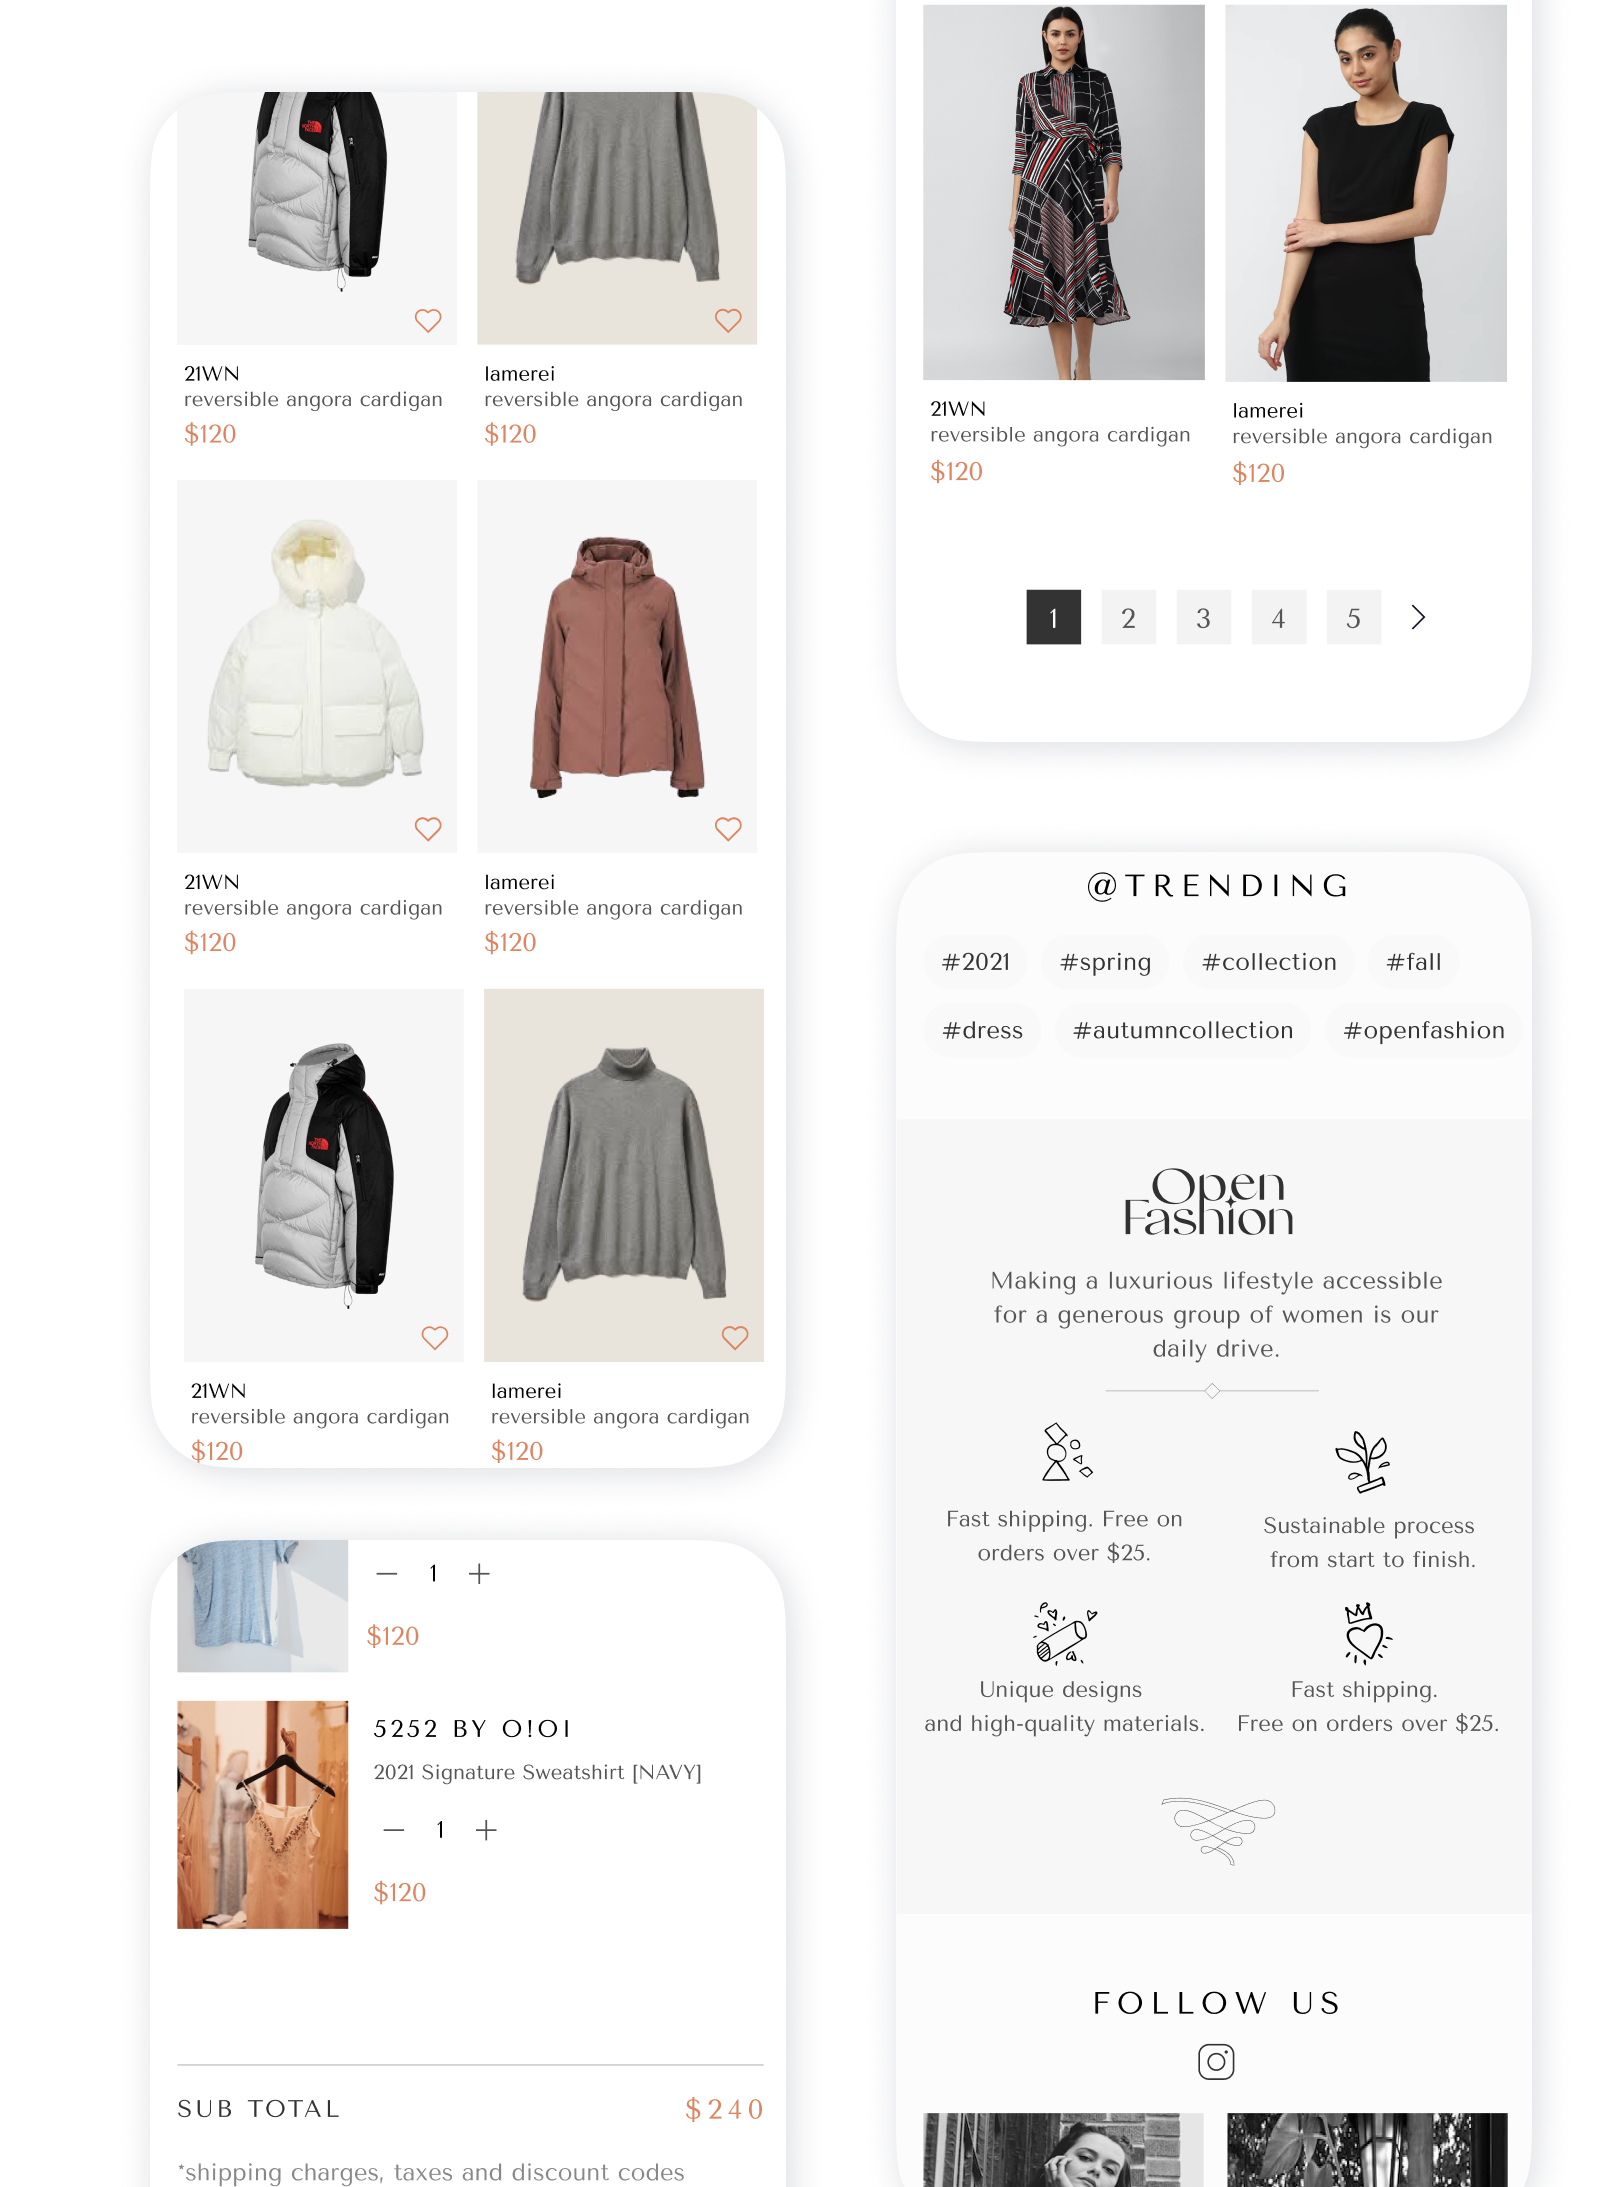 21WN
reversible angora cardigan
$120
lamerei
reversible angora cardigan
$120
21WN
reversible angora cardigan
$120
lamerei
reversible angora cardigan
$120
THE
NORTH
FACE
21WN
reversible angora cardigan
$120
lamerei
reversible angora cardigan
$120
1
$120
5252 BY O!OI
2021 Signature Sweatshirt [NAVY]
1
$120
SUB TOTAL
$240
*shipping charges, taxes and discount codes
21WN
reversible angora cardigan
$120
lamerei
reversible angora cardigan
$120
1 2 3 4 5
@TRENDING
#2021 #spring #collection #fall
#dress #autumncollection #openfashion
Open
Fashion
Making a luxurious lifestyle accessible
for a generous group of women is our
daily drive.
Fast shipping. Free on
orders over $25.
Sustainable process
from start to finish.
Unique designs
and high-quality materials.
Fast shipping.
Free on orders over $25.
FOLLOW US